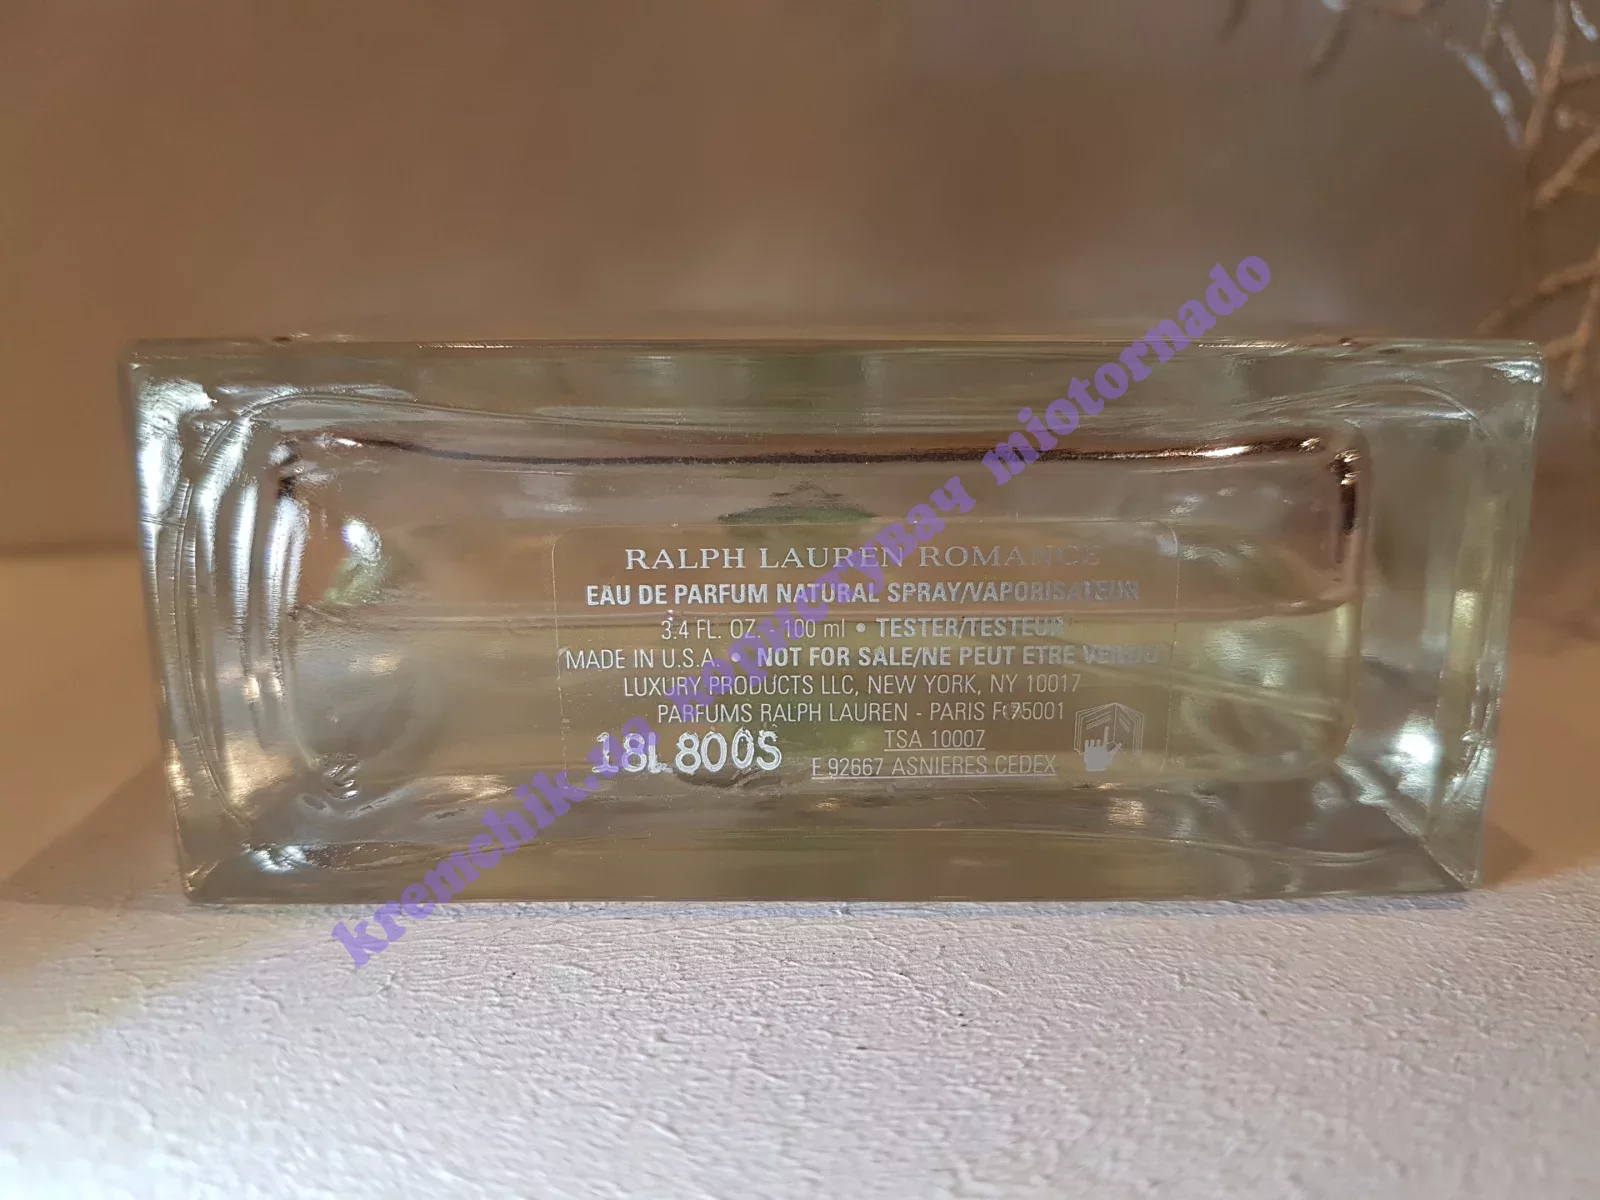 RALPH LAUREN ROMANCE
EAU DE PARFUM NATURAL SPRAY/VAPORISATEUR
3.4 FL. OZ. - 100 ml • TESTER/TESTEUR
MADE IN U.S.A. • NOT FOR SALE/NE PEUT ETRE VENDU
LUXURY PRODUCTS LLC, NEW YORK, NY 10017
PARFUMS RALPH LAUREN - PARIS F-75001
TSA 10007
F 92667 ASNIERES CEDEX
18L800S
kremchik.ua miotornado